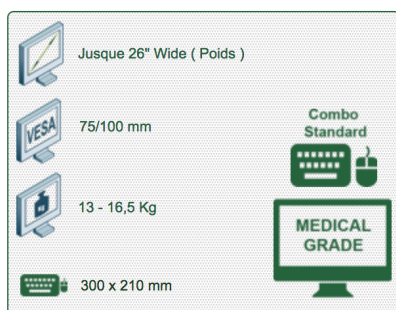 Jusque 26" Wide ( Poids )
VESA
75/100 mm
Combo
Standard
KG
13 - 16,5 Kg
MEDICAL
GRADE
300 x 210 mm